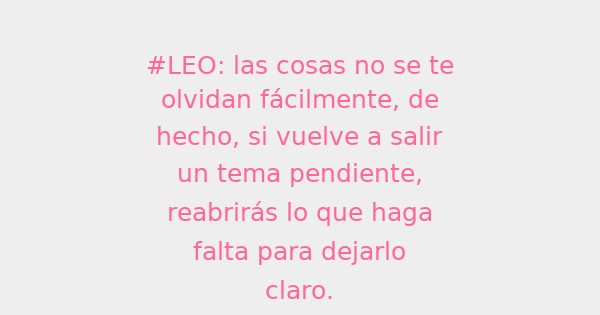 #LEO: las cosas no se te
olvidan fácilmente, de
hecho, si vuelve a salir
un tema pendiente,
reabrirás lo que haga
falta para dejarlo
claro.